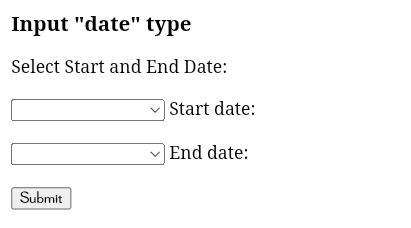 Input "date" type
Select Start and End Date:
Start date:
End date:
Submit